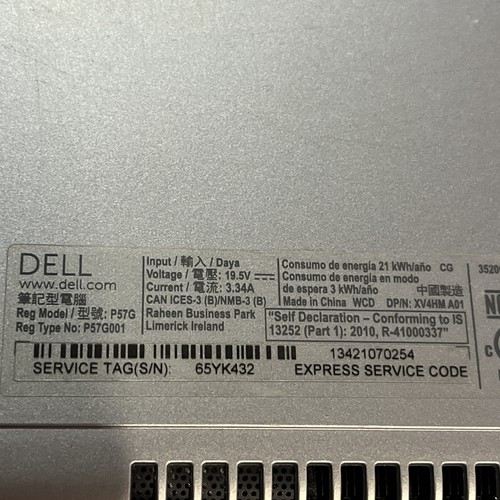 DELL
www.dell.com
筆記型電腦
Reg Model / 型號: P57G
Reg Type No: P57G001
Input / 輸入 / Daya
Voltage / 電壓: 19.5V⎓
Current / 電流: 3.34A
CAN ICES-3 (B)/NMB-3 (B)
Raheen Business Park
Limerick Ireland
Consumo de energía 21 kWh/año CG
Consumo de energía en modo
de espera 3 kWh/año 中國製造
Made in China WCD DP/N: XV4HM A01
"Self Declaration – Conforming to IS
13252 (Part 1): 2010, R-41000337"
13421070254
SERVICE TAG(S/N): 65YK432 EXPRESS SERVICE CODE